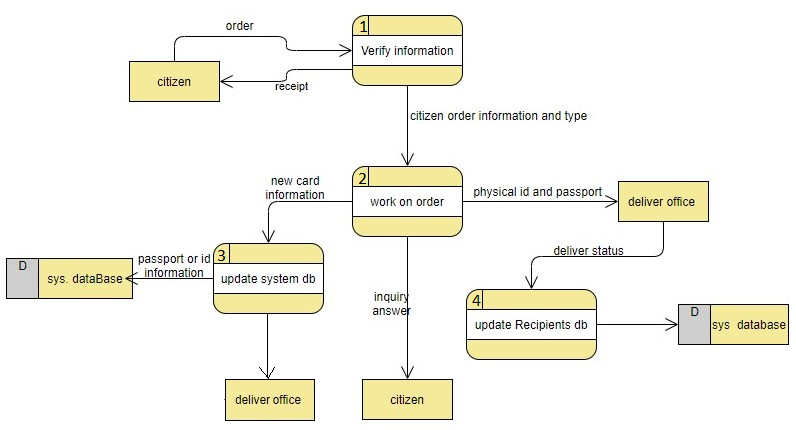 order
1
Verify information
citizen
receipt
citizen order information and type
2
work on order
new card
information
physical id and passport
deliver office
deliver status
3
update system db
passport or id
information
D
sys. dataBase
inquiry
answer
4
update Recipients db
D
sys database
deliver office
citizen